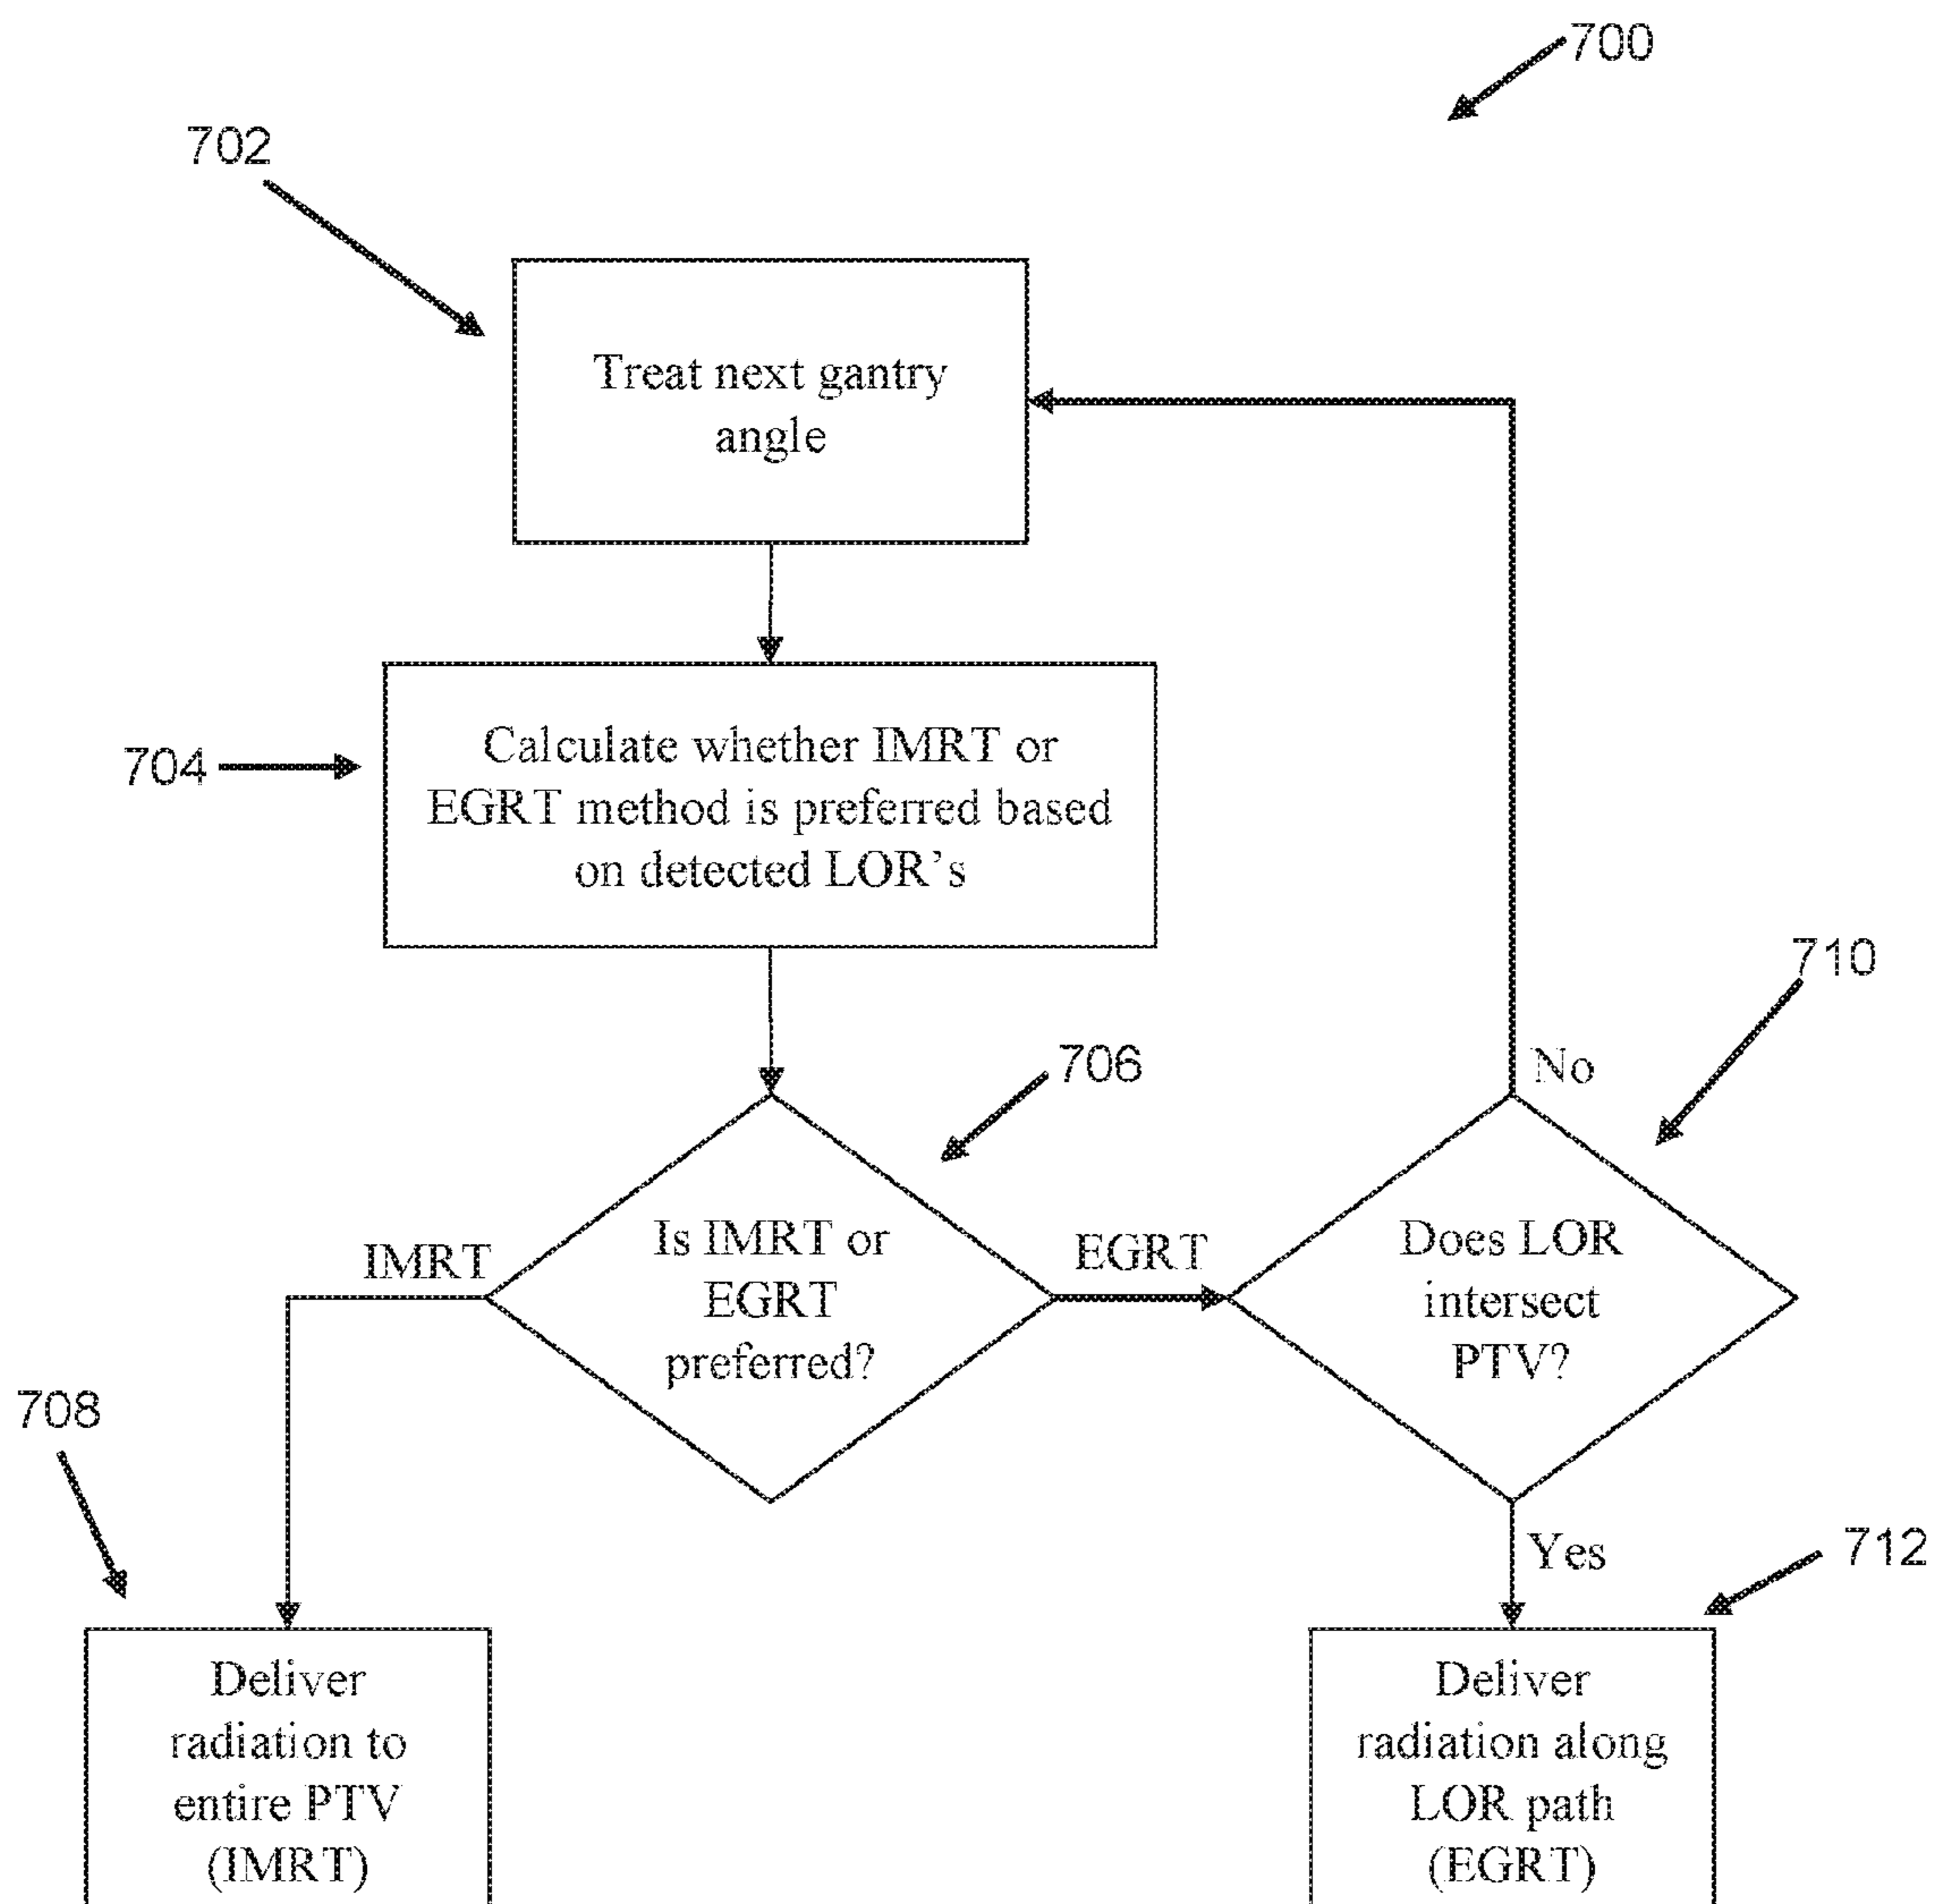 700
702
Treat next gantry
angle
704
Calculate whether IMRT or
EGRT method is preferred based
on detected LOR's
710
No
706
IMRT
Is IMRT or
EGRT
preferred?
EGRT
Does LOR
intersect
PTV?
708
Yes
712
Deliver
radiation to
entire PTV
(IMRT)
Deliver
radiation along
LOR path
(EGRT)